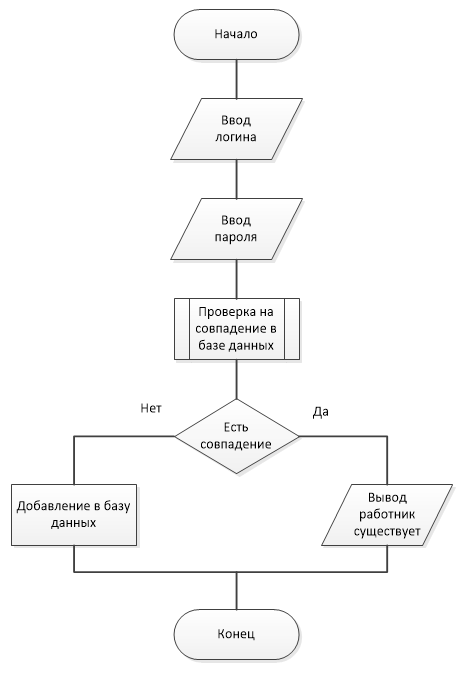 Начало
Ввод
логина
Ввод
пароля
Проверка на
совпадение в
базе данных
Нет
Есть
совпадение
Да
Добавление в базу
данных
Вывод
работник
существует
Конец